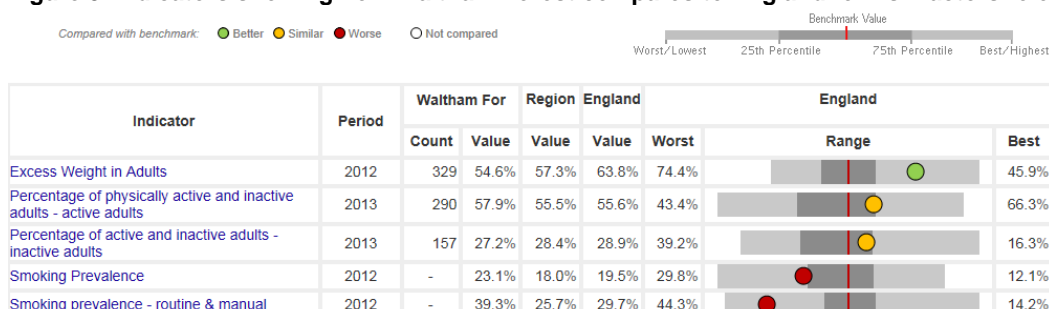 Compared with benchmark: Better Similar Worse Not compared
Benchmark Value
Worst/Lowest 25th Percentile 75th Percentile Best/Highest
Indicator Period Waltham For Region England England
Count Value Value Value Worst Range Best
Excess Weight in Adults 2012 329 54.6% 57.3% 63.8% 74.4% 45.9%
Percentage of physically active and inactive
adults - active adults 2013 290 57.9% 55.5% 55.6% 43.4% 66.3%
Percentage of active and inactive adults -
inactive adults 2013 157 27.2% 28.4% 28.9% 39.2% 16.3%
Smoking Prevalence 2012 - 23.1% 18.0% 19.5% 29.8% 12.1%
Smoking prevalence - routine & manual 2012 - 39.3% 25.7% 29.7% 44.3% 14.2%